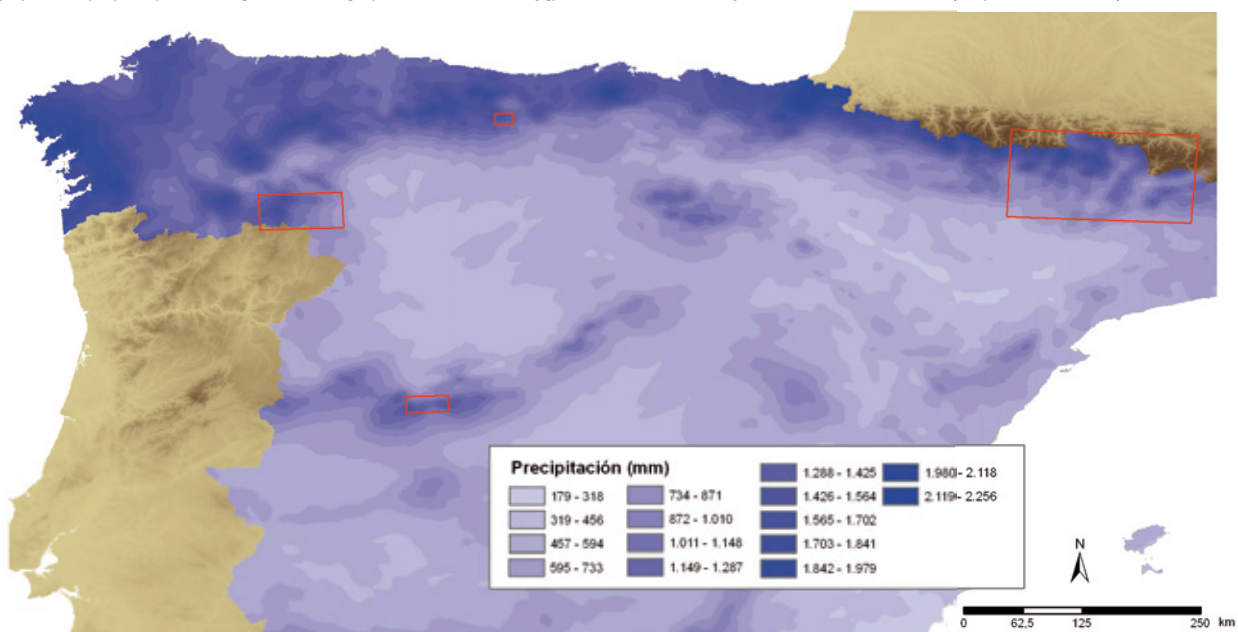 Precipitación (mm)
179 - 318
319 - 456
457 - 594
595 - 733
734 - 871
872 - 1.010
1.011 - 1.148
1.149 - 1.287
1.288 - 1.425
1.426 - 1.564
1.565 - 1.702
1.703 - 1.841
1.842 - 1.979
1.980 - 2.118
2.119 - 2.256
N
0 62.5 125 250 km